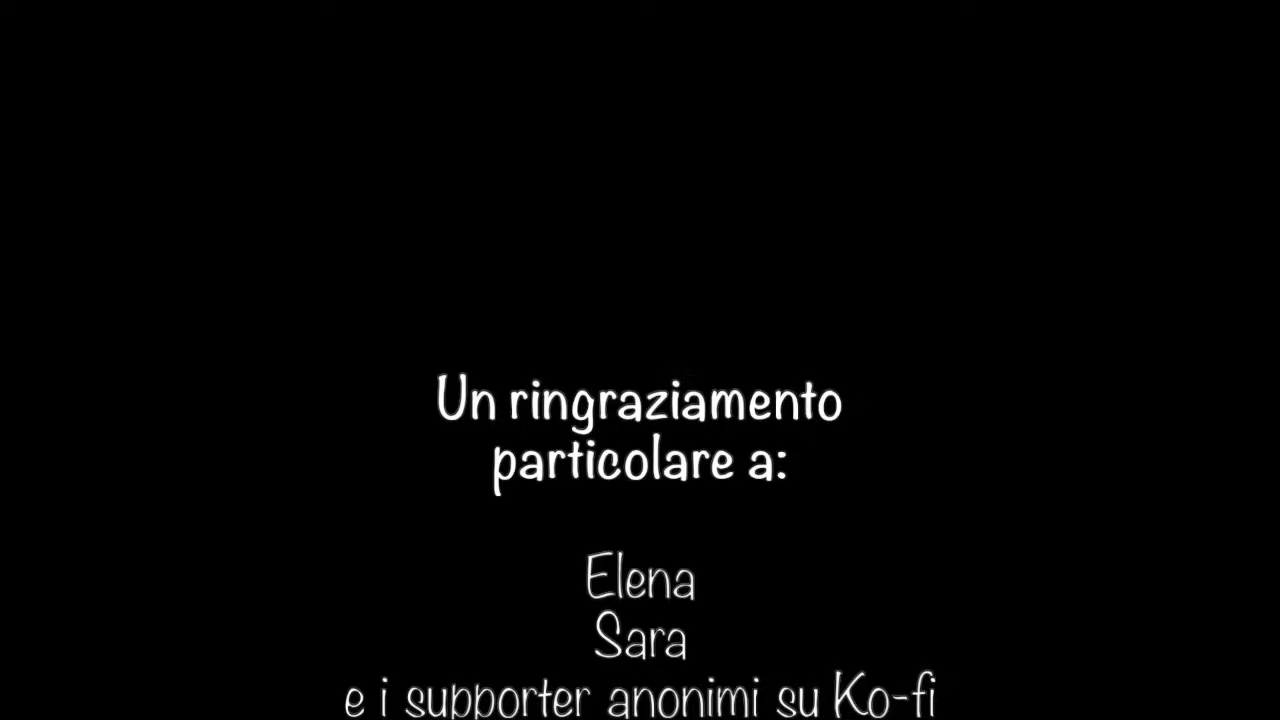 Un ringraziamento
particolare a:
Elena
Sara
e i supporter anonimi su Ko-fi